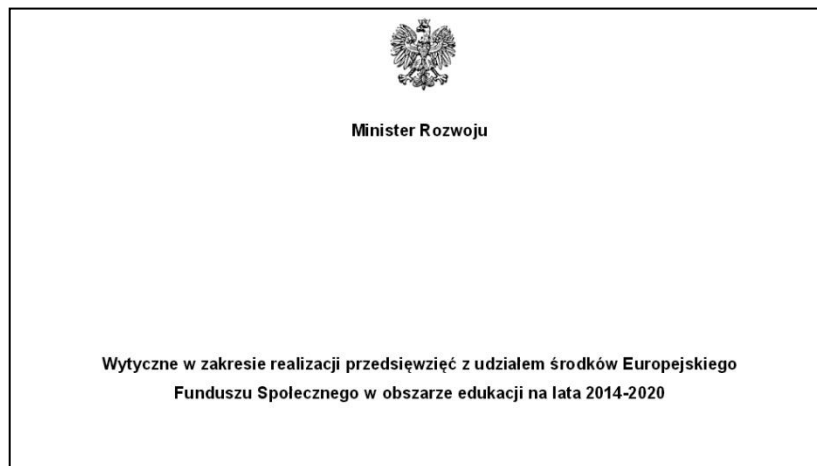 Minister Rozwoju
Wytyczne w zakresie realizacji przedsięwzięć z udziałem środków Europejskiego
Funduszu Społecznego w obszarze edukacji na lata 2014-2020